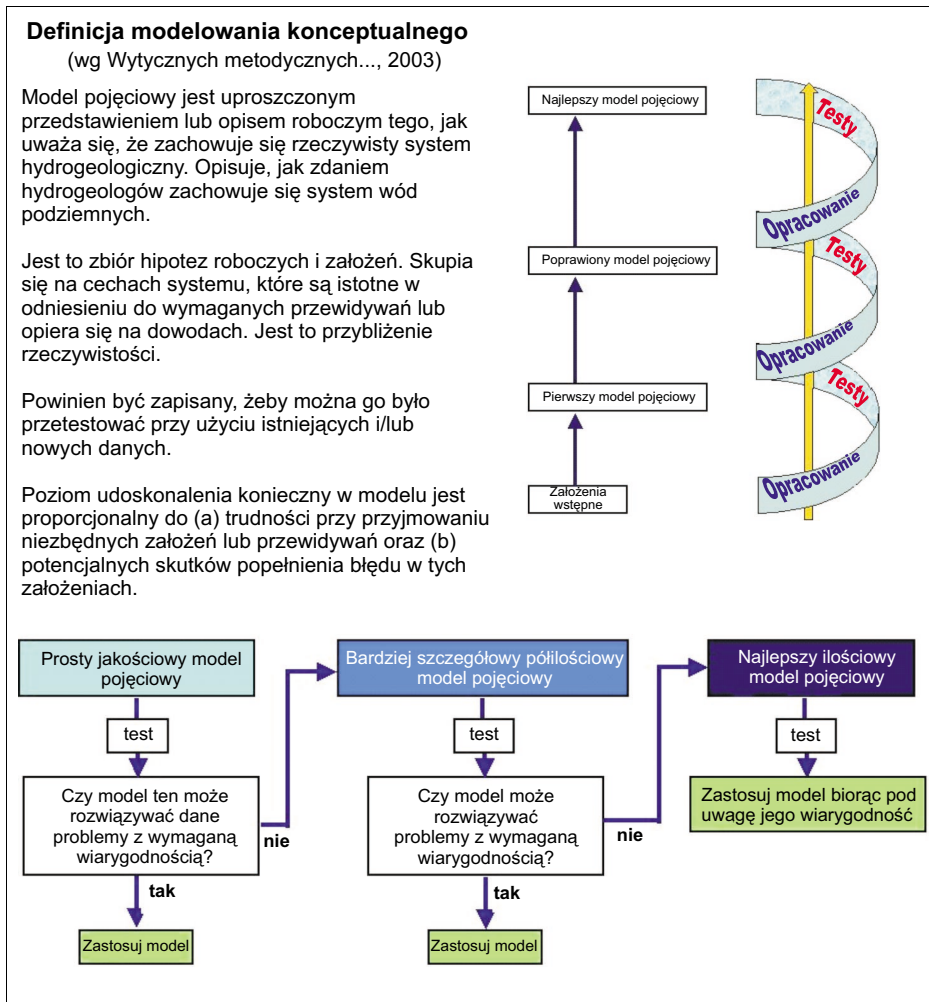 Definicja modelowania konceptualnego
(wg Wytycznych metodycznych..., 2003)
Model pojęciowy jest uproszczonym
przedstawieniem lub opisem roboczym tego, jak
uważa się, że zachowuje się rzeczywisty system
hydrogeologiczny. Opisuje, jak zdaniem
hydrogeologów zachowuje się system wód
podziemnych.
Jest to zbiór hipotez roboczych i założeń. Skupia
się na cechach systemu, które są istotne w
odniesieniu do wymaganych przewidywań lub
opiera się na dowodach. Jest to przybliżenie
rzeczywistości.
Powinien być zapisany, żeby można go było
przetestować przy użyciu istniejących i/lub
nowych danych.
Poziom udoskonalenia konieczny w modelu jest
proporcjonalny do (a) trudności przy przyjmowaniu
niezbędnych założeń lub przewidywań oraz (b)
potencjalnych skutków popełnienia błędu w tych
założeniach.
Najlepszy model pojęciowy
Poprawiony model pojęciowy
Pierwszy model pojęciowy
Założenia
wstępne
Testy
Opracowanie
Testy
Opracowanie
Testy
Opracowanie
Prosty jakościowy model
pojęciowy
test
Czy model ten może
rozwiązywać dane
problemy z wymaganą
wiarygodnością?
nie
tak
Zastosuj model
Bardziej szczegółowy półilościowy
model pojęciowy
test
Czy model może
rozwiązywać
problemy z wymaganą
wiarygodnością?
nie
tak
Zastosuj model
Najlepszy ilościowy
model pojęciowy
test
Zastosuj model biorąc pod
uwagę jego wiarygodność